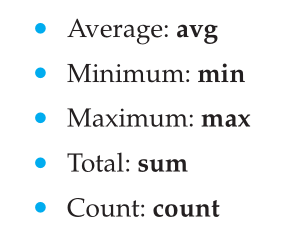 • Average: avg
• Minimum: min
• Maximum: max
• Total: sum
• Count: count